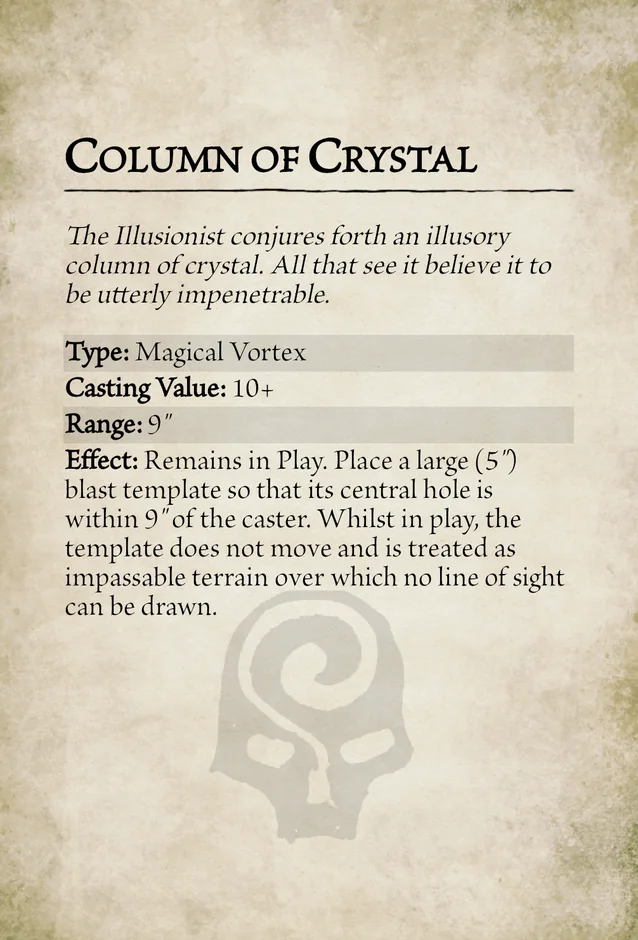 Column of Crystal
The Illusionist conjures forth an illusory
column of crystal. All that see it believe it to
be utterly impenetrable.
Type: Magical Vortex
Casting Value: 10+
Range: 9"
Effect: Remains in Play. Place a large (5")
blast template so that its central hole is
within 9" of the caster. Whilst in play, the
template does not move and is treated as
impassable terrain over which no line of sight
can be drawn.